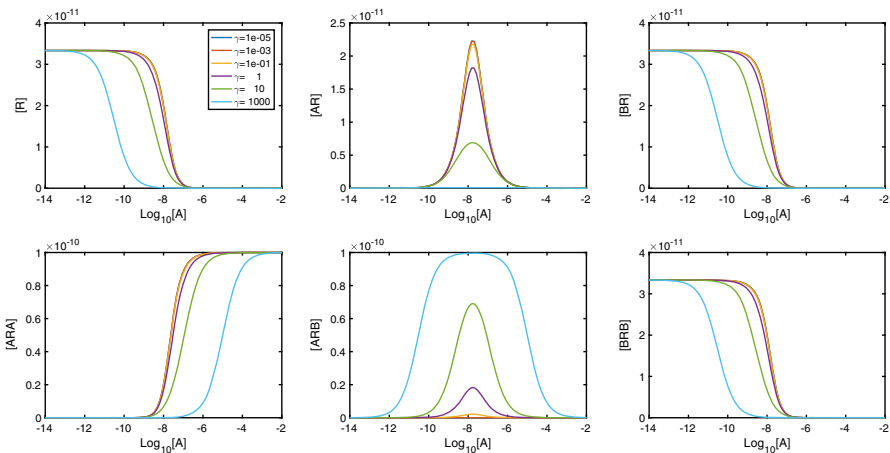 ×10⁻¹¹
4
3
2
1
0
[R]
-14 -12 -10 -8 -6 -4 -2
Log₁₀[A]
γ=1e-05
γ=1e-03
γ=1e-01
γ= 1
γ= 10
γ= 1000
×10⁻¹¹
2.5
2
1.5
1
0.5
0
[AR]
-14 -12 -10 -8 -6 -4 -2
Log₁₀[A]
×10⁻¹¹
4
3
2
1
0
[BR]
-14 -12 -10 -8 -6 -4 -2
Log₁₀[A]
×10⁻¹⁰
1
0.8
0.6
0.4
0.2
0
[ARA]
-14 -12 -10 -8 -6 -4 -2
Log₁₀[A]
×10⁻¹⁰
1
0.8
0.6
0.4
0.2
0
[ARB]
-14 -12 -10 -8 -6 -4 -2
Log₁₀[A]
×10⁻¹¹
4
3
2
1
0
[BRB]
-14 -12 -10 -8 -6 -4 -2
Log₁₀[A]